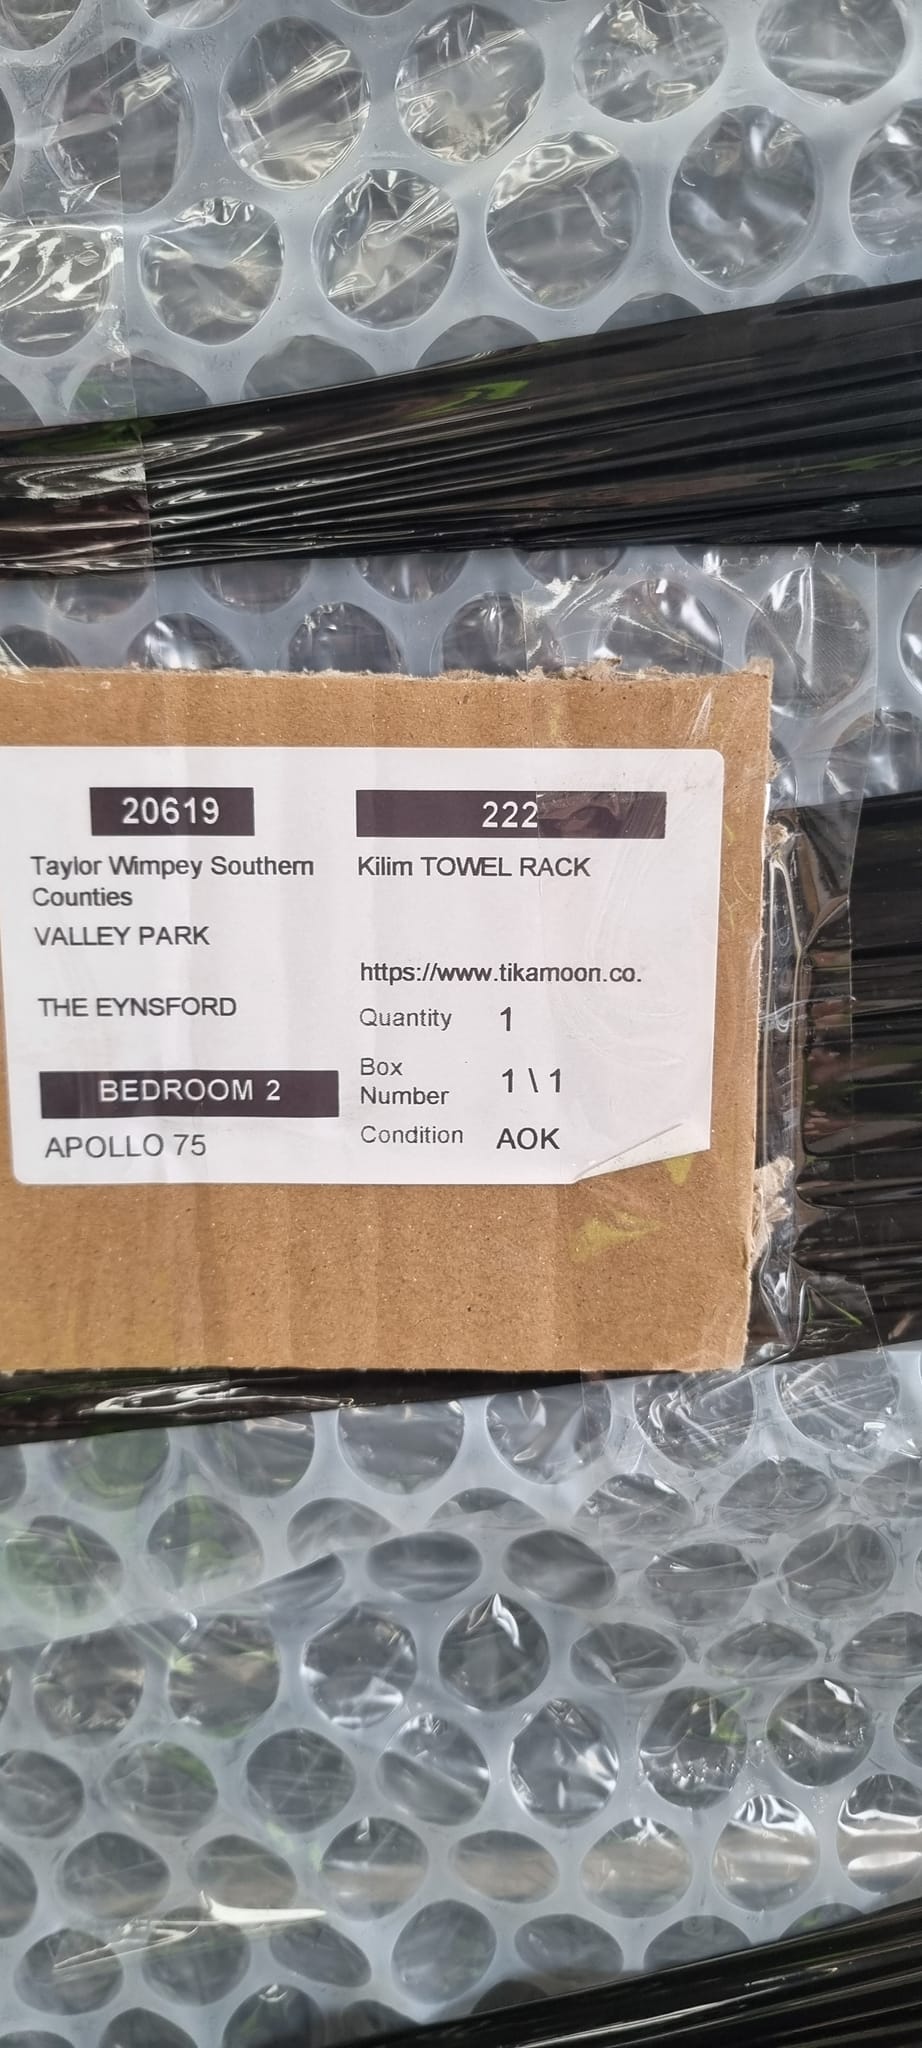 20619
Taylor Wimpey Southern
Counties
VALLEY PARK
THE EYNSFORD
BEDROOM 2
APOLLO 75
222
Kilim TOWEL RACK
https://www.tikamoon.co.
Quantity 1
Box
Number 1 \ 1
Condition AOK